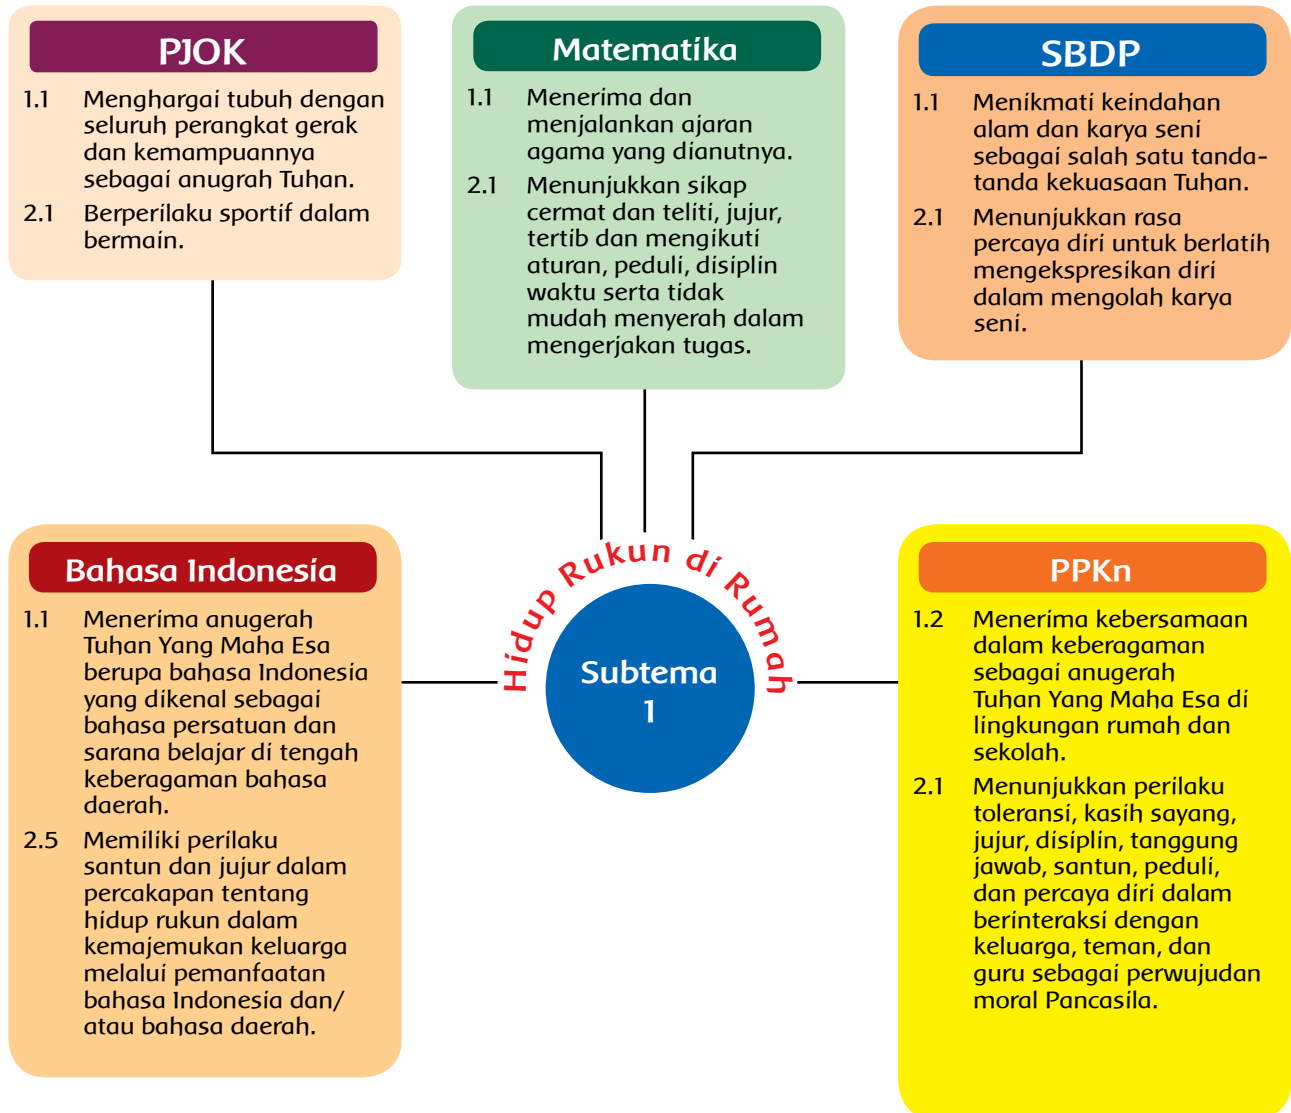 PJOK
1.1 Menghargai tubuh dengan
seluruh perangkat gerak
dan kemampuannya
sebagai anugrah Tuhan.
2.1 Berperilaku sportif dalam
bermain.
Matematika
1.1 Menerima dan
menjalankan ajaran
agama yang dianutnya.
2.1 Menunjukkan sikap
cermat dan teliti, jujur,
tertib dan mengikuti
aturan, peduli, disiplin
waktu serta tidak
mudah menyerah dalam
mengerjakan tugas.
SBDP
1.1 Menikmati keindahan
alam dan karya seni
sebagai salah satu tanda-
tanda kekuasaan Tuhan.
2.1 Menunjukkan rasa
percaya diri untuk berlatih
mengekspresikan diri
dalam mengolah karya
seni.
Bahasa Indonesia
1.1 Menerima anugerah
Tuhan Yang Maha Esa
berupa bahasa Indonesia
yang dikenal sebagai
bahasa persatuan dan
sarana belajar di tengah
keberagaman bahasa
daerah.
2.5 Memiliki perilaku
santun dan jujur dalam
percakapan tentang
hidup rukun dalam
kemajemukan keluarga
melalui pemanfaatan
bahasa Indonesia dan/
atau bahasa daerah.
Hidup Rukun di Rumah
Subtema
1
PPKn
1.2 Menerima kebersamaan
dalam keberagaman
sebagai anugerah
Tuhan Yang Maha Esa di
lingkungan rumah dan
sekolah.
2.1 Menunjukkan perilaku
toleransi, kasih sayang,
jujur, disiplin, tanggung
jawab, santun, peduli,
dan percaya diri dalam
berinteraksi dengan
keluarga, teman, dan
guru sebagai perwujudan
moral Pancasila.